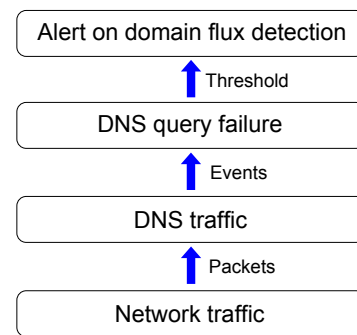 Alert on domain flux detection
Threshold
DNS query failure
Events
DNS traffic
Packets
Network traffic